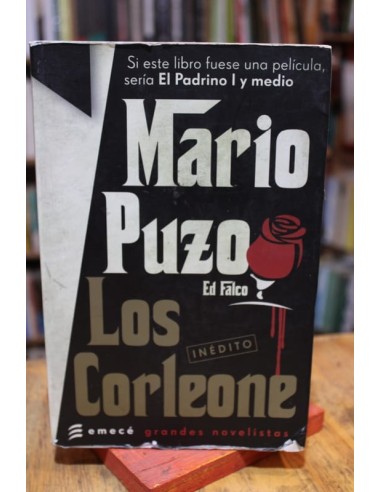 Si este libro fuese una película,
sería El Padrino I y medio
Mario
Puzo
Ed Falco
Los
INÉDITO
Corleone
emecé grandes novelistas